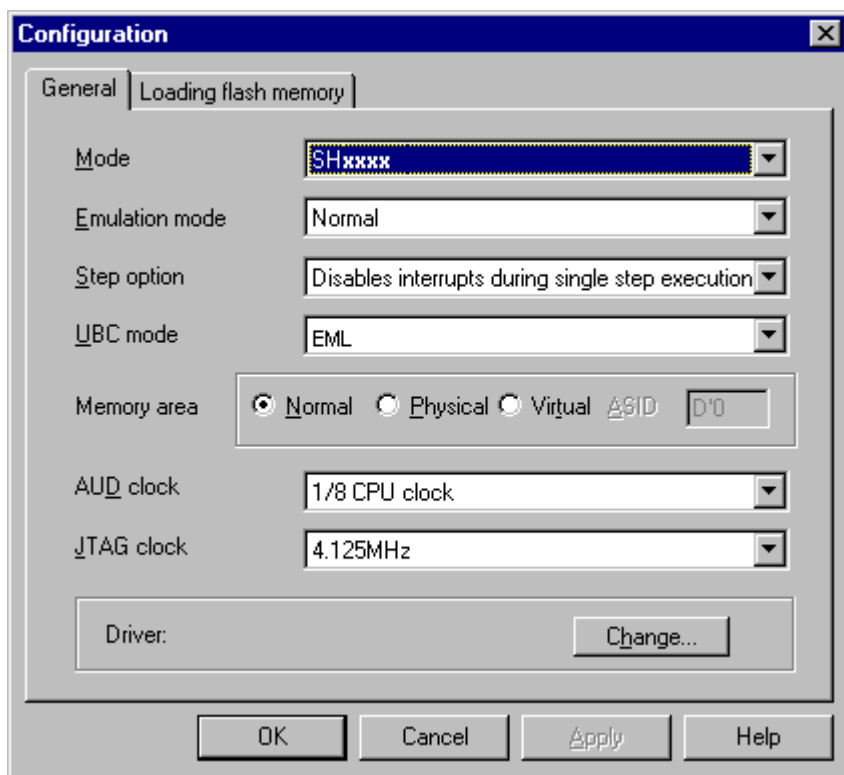 Configuration
General Loading flash memory
Mode SHxxxx
Emulation mode Normal
Step option Disables interrupts during single step execution
UBC mode EML
Memory area Normal Physical Virtual ASID D'0
AUD clock 1/8 CPU clock
JTAG clock 4.125MHz
Driver: Change...
OK Cancel Apply Help